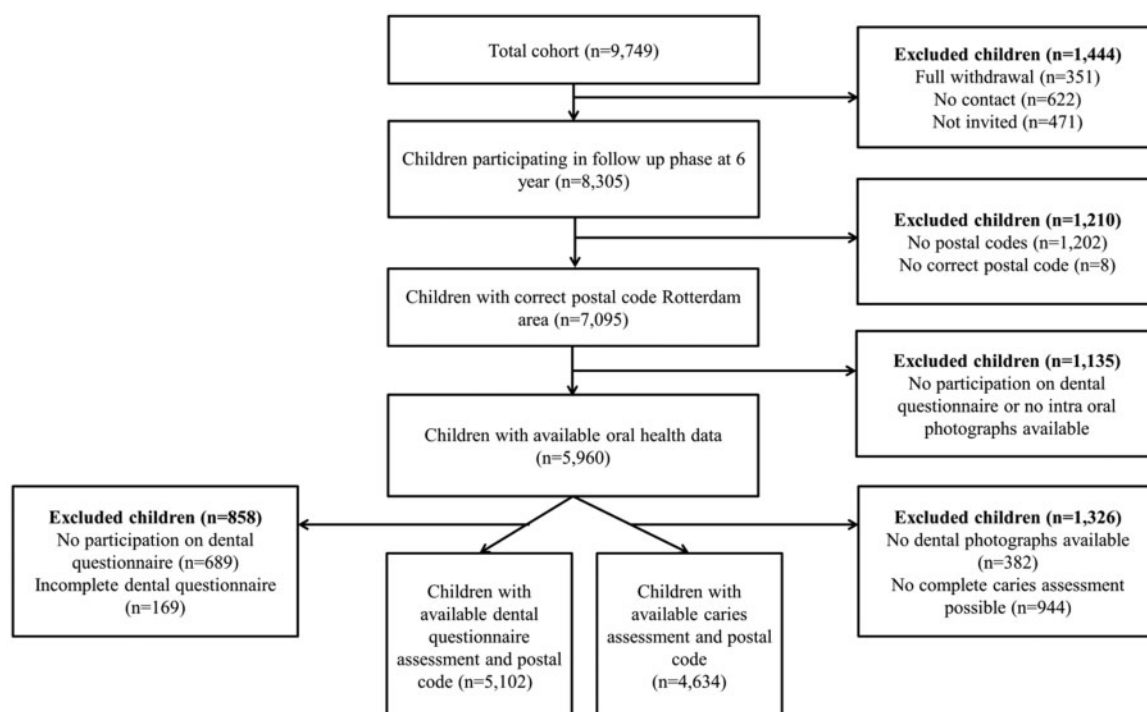 Total cohort (n=9,749)
Excluded children (n=1,444)
Full withdrawal (n=351)
No contact (n=622)
Not invited (n=471)
Children participating in follow up phase at 6
year (n=8,305)
Excluded children (n=1,210)
No postal codes (n=1,202)
No correct postal code (n=8)
Children with correct postal code Rotterdam
area (n=7,095)
Excluded children (n=1,135)
No participation on dental
questionnaire or no intra oral
photographs available
Children with available oral health data
(n=5,960)
Excluded children (n=858)
No participation on dental
questionnaire (n=689)
Incomplete dental questionnaire
(n=169)
Excluded children (n=1,326)
No dental photographs available
(n=382)
No complete caries assessment
possible (n=944)
Children with
available dental
questionnaire
assessment and postal
code (n=5,102)
Children with
available caries
assessment and postal
code
(n=4,634)